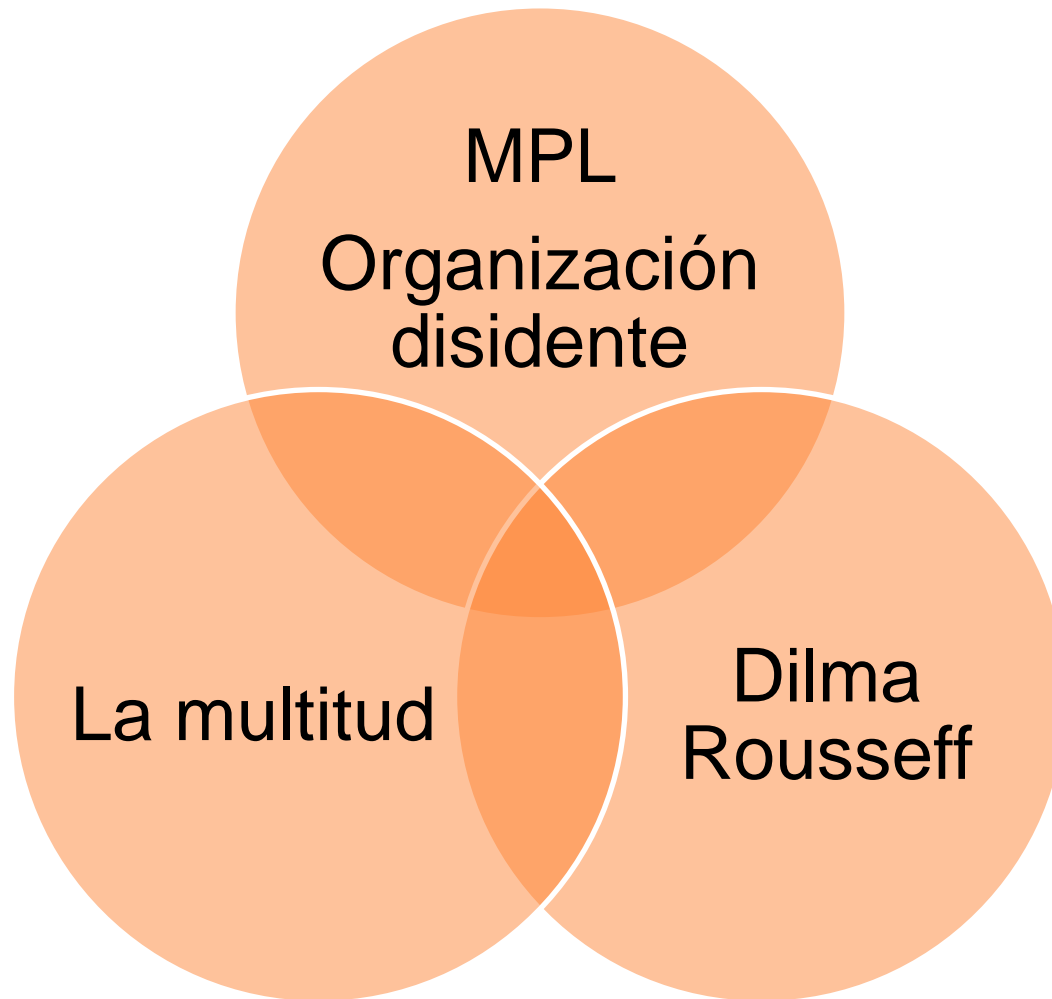 MPL
Organización
disidente
La multitud
Dilma
Rousseff